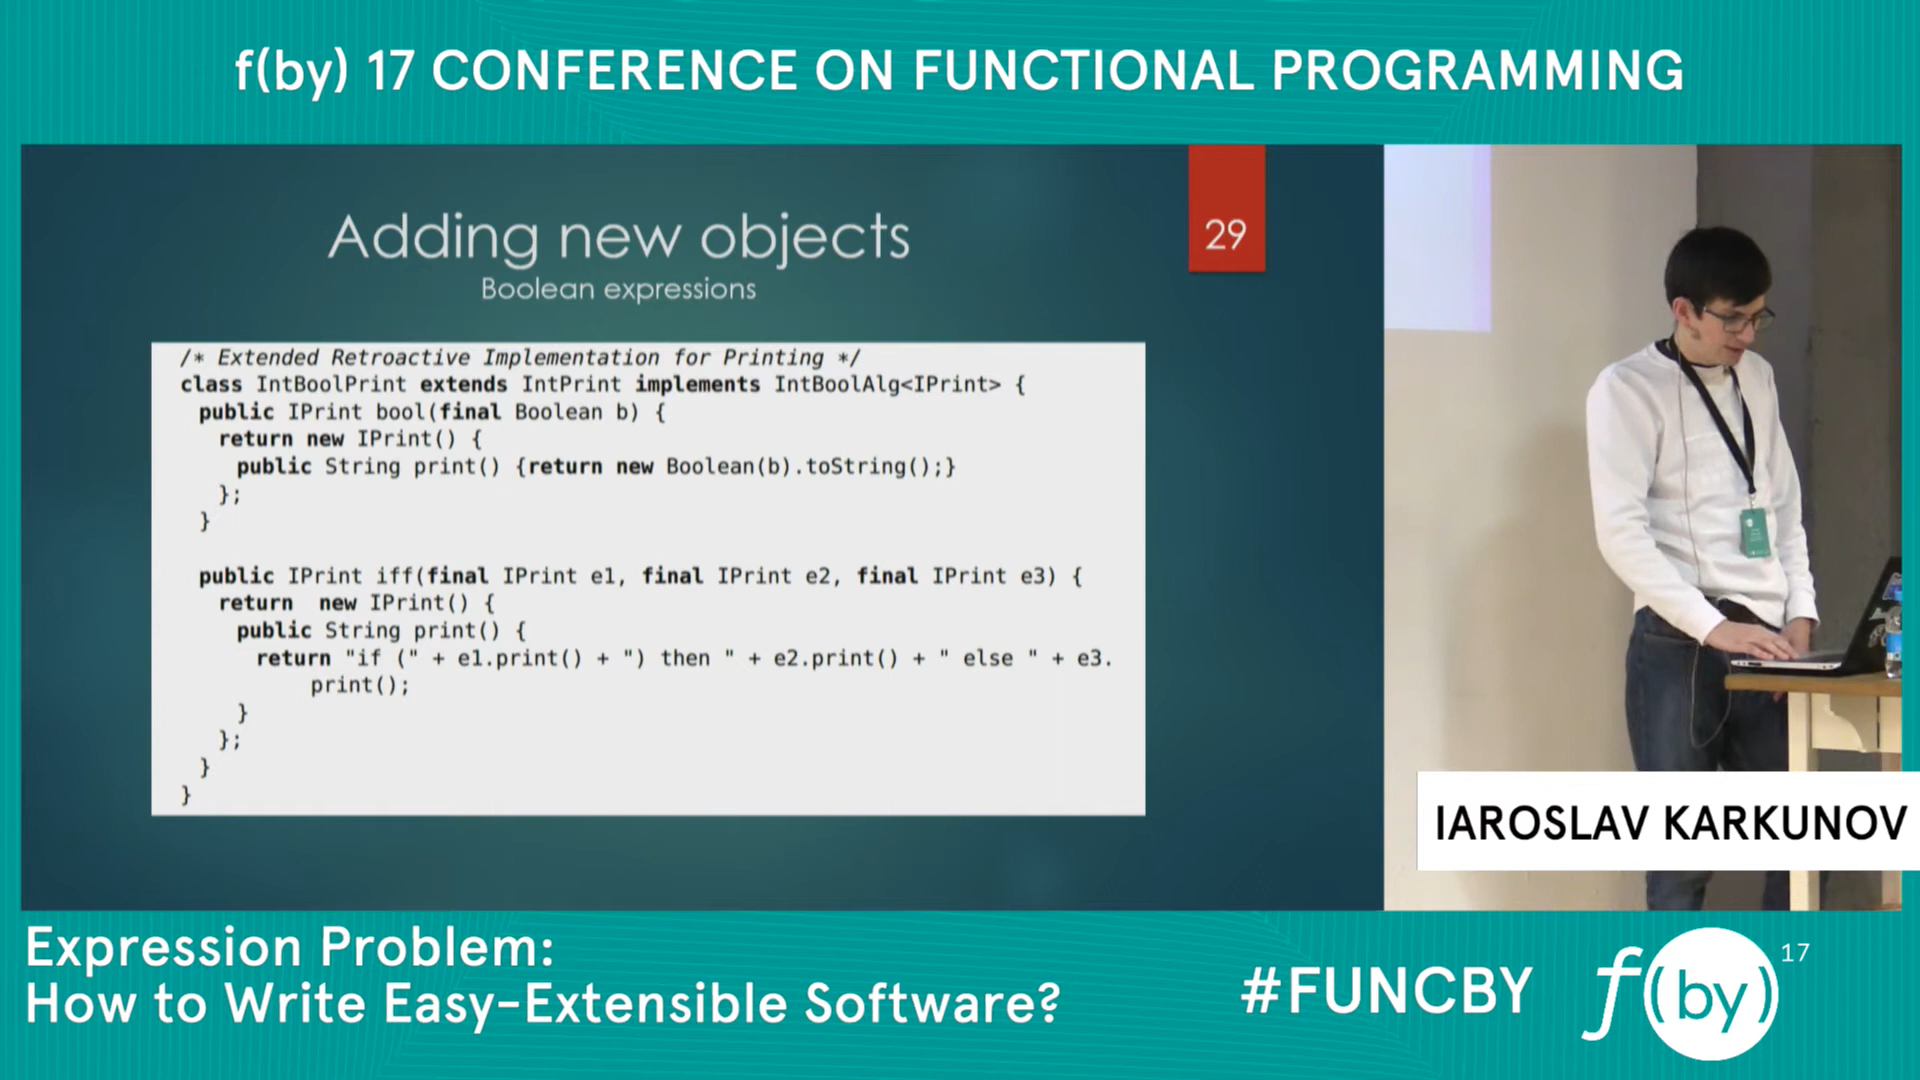 f(by) 17 CONFERENCE ON FUNCTIONAL PROGRAMMING
Adding new objects
Boolean expressions
29
/* Extended Retroactive Implementation for Printing */
class IntBoolPrint extends IntPrint implements IntBoolAlg<IPrint> {
public IPrint bool(final Boolean b) {
return new IPrint() {
public String print() {return new Boolean(b).toString();}
};
}
public IPrint iff(final IPrint e1, final IPrint e2, final IPrint e3) {
return new IPrint() {
public String print() {
return "if (" + e1.print() + ") then " + e2.print() + " else " + e3.
print();
}
};
}
}
IAROSLAV KARKUNOV
Expression Problem:
How to Write Easy-Extensible Software?
#FUNCBY
f(by) 17